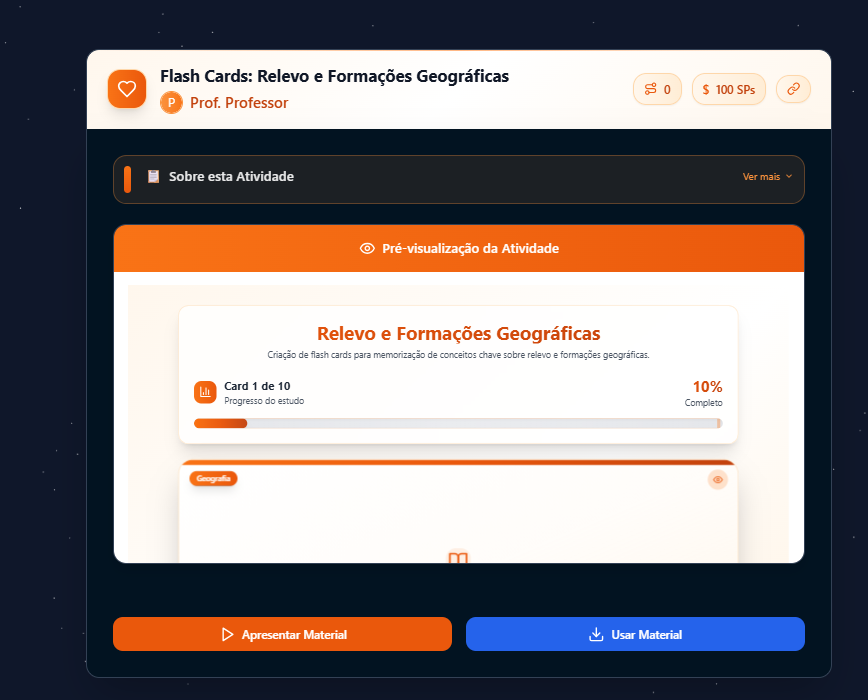 Flash Cards: Relevo e Formações Geográficas
P Prof. Professor
0
$ 100 SPs
Sobre esta Atividade
Ver mais
Pré-visualização da Atividade
Relevo e Formações Geográficas
Criação de flash cards para memorização de conceitos chave sobre relevo e formações geográficas.
Card 1 de 10
Progresso do estudo
10%
Completo
Geografia
Apresentar Material
Usar Material